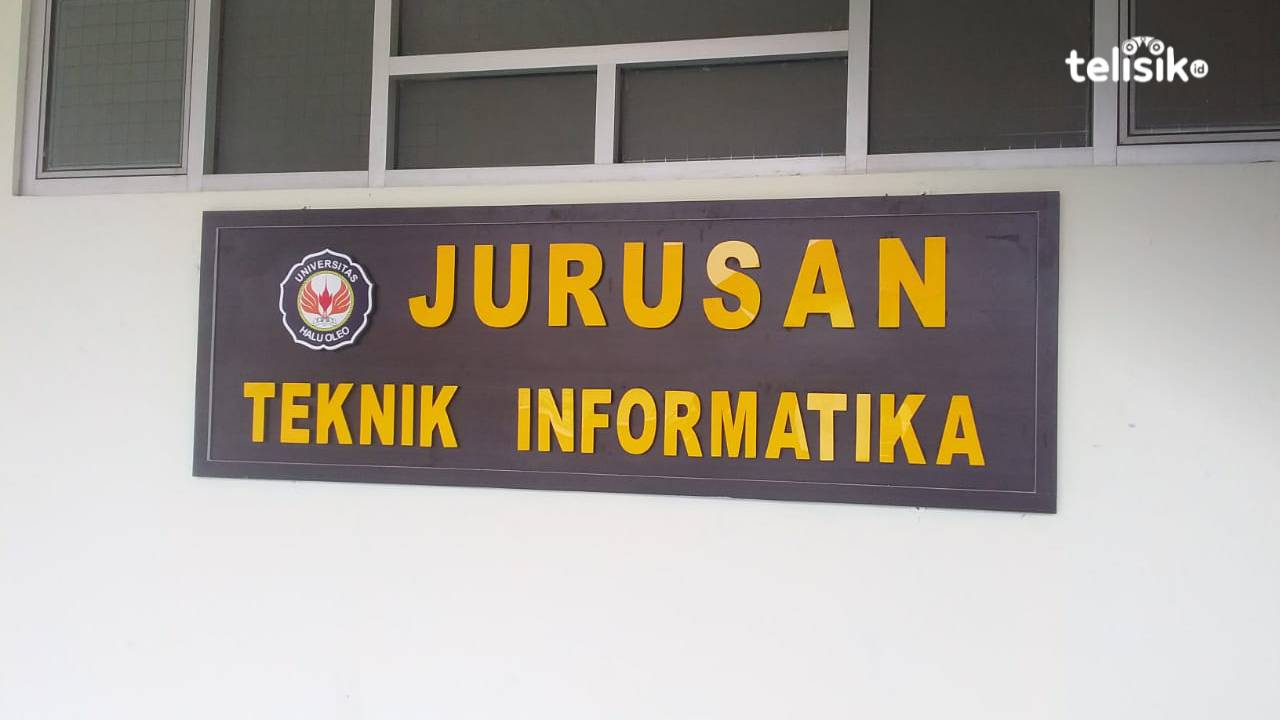 telisik.id
UNIVERSITAS
HALU OLEO
JURUSAN
TEKNIK INFORMATIKA